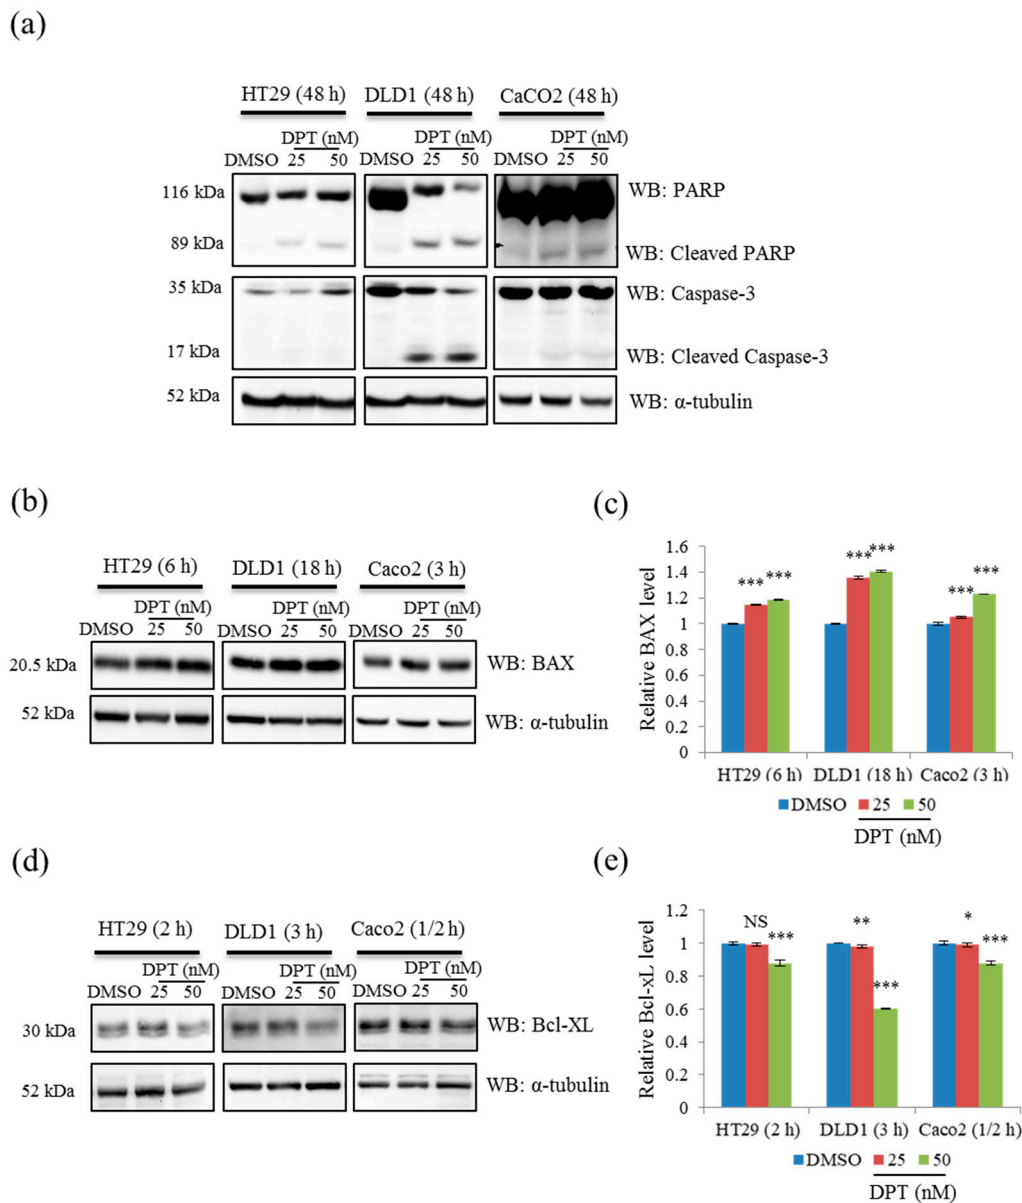 (a)
HT29 (48 h) DLD1 (48 h) CaCO2 (48 h)
DPT (nM) DPT (nM) DPT (nM)
DMSO 25 50 DMSO 25 50 DMSO 25 50
116 kDa WB: PARP
89 kDa WB: Cleaved PARP
35 kDa WB: Caspase-3
17 kDa WB: Cleaved Caspase-3
52 kDa WB: α-tubulin
(b)
HT29 (6 h) DLD1 (18 h) Caco2 (3 h)
DPT (nM) DPT (nM) DPT (nM)
DMSO 25 50 DMSO 25 50 DMSO 25 50
20.5 kDa WB: BAX
52 kDa WB: α-tubulin
(c)
Relative BAX level
1.6
1.4
1.2
1
0.8
0.6
0.4
0.2
0
*** *** *** *** *** ***
HT29 (6 h) DLD1 (18 h) Caco2 (3 h)
DMSO 25 50
DPT (nM)
(d)
HT29 (2 h) DLD1 (3 h) Caco2 (1/2 h)
DPT (nM) DPT (nM) DPT (nM)
DMSO 25 50 DMSO 25 50 DMSO 25 50
30 kDa WB: Bcl-XL
52 kDa WB: α-tubulin
(e)
Relative Bcl-xL level
1.2
1
0.8
0.6
0.4
0.2
0
NS *** ** *** * ***
HT29 (2 h) DLD1 (3 h) Caco2 (1/2 h)
DMSO 25 50
DPT (nM)